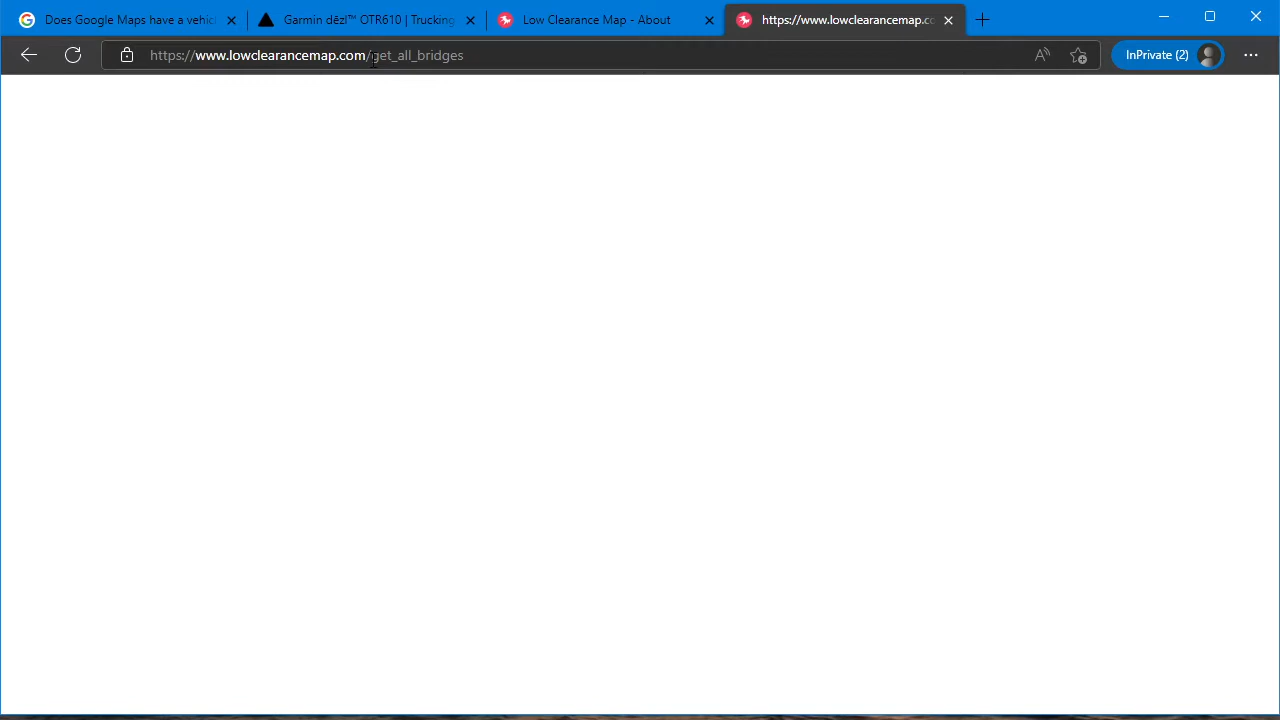 Does Google Maps have a vehicl
Garmin dēzl™ OTR610 | Trucking
Low Clearance Map - About
https://www.lowclearancemap.co
https://www.lowclearancemap.com/get_all_bridges
InPrivate (2)